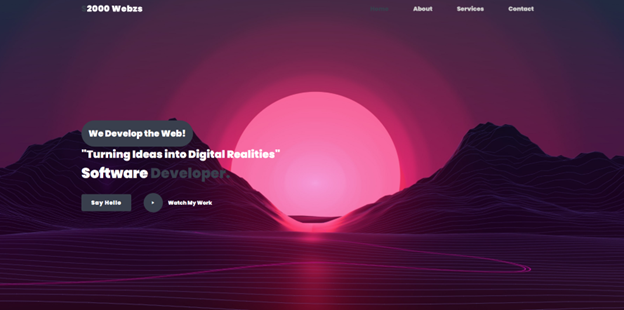 2000 Webzs
Home About Services Contact
We Develop the Web!
"Turning Ideas into Digital Realities"
Software Developer.
Say Hello Watch My Work